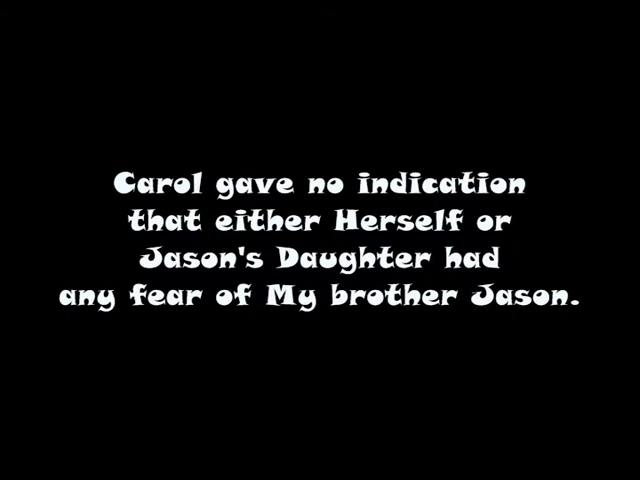 Carol gave no indication
that either Herself or
Jason's Daughter had
any fear of My brother Jason.